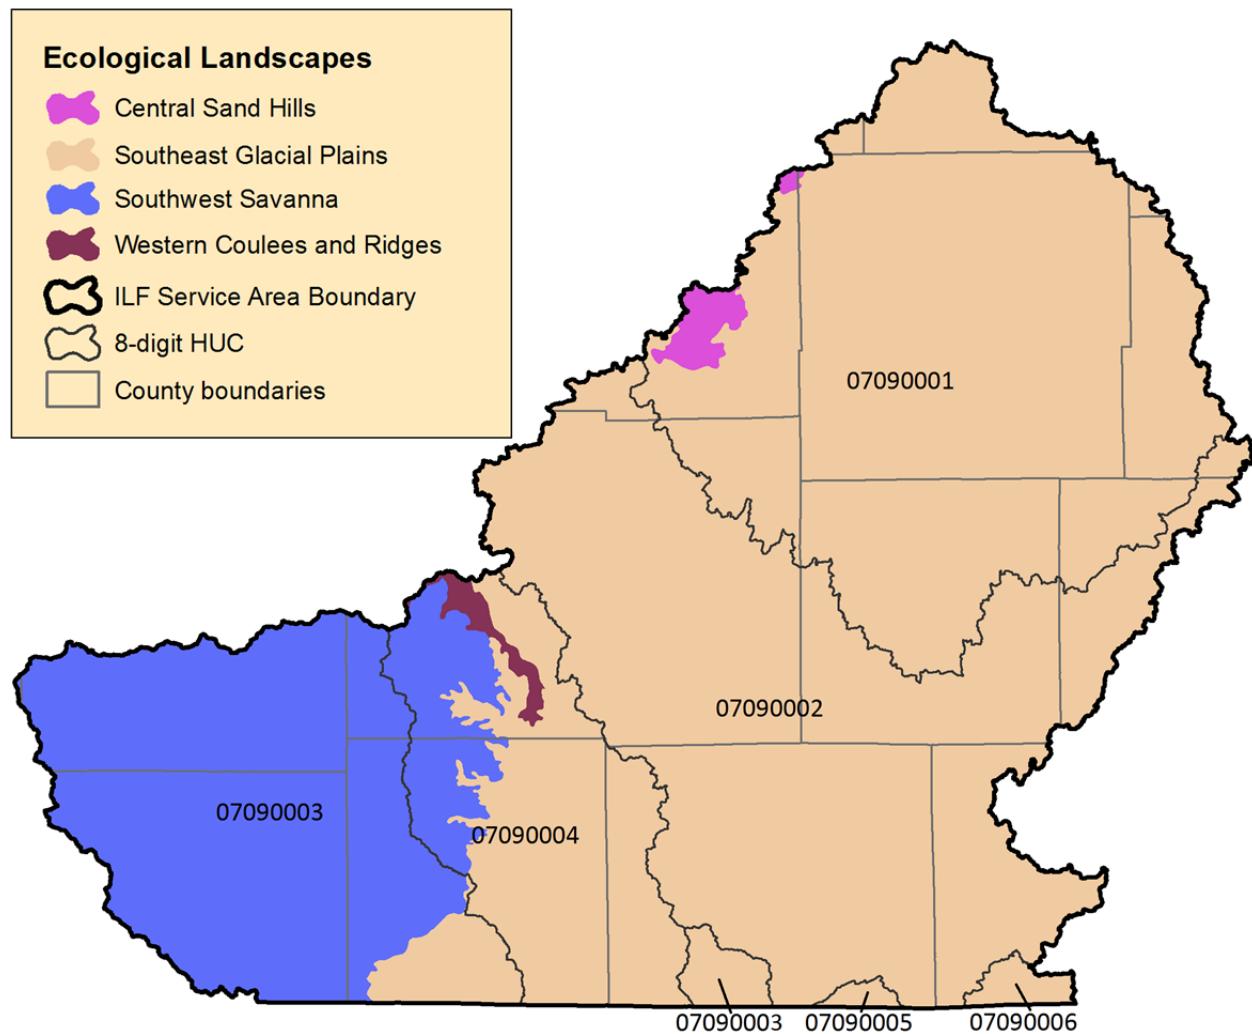 Ecological Landscapes
Central Sand Hills
Southeast Glacial Plains
Southwest Savanna
Western Coulees and Ridges
ILF Service Area Boundary
8-digit HUC
County boundaries
07090001
07090002
07090003
07090004
07090003
07090005
07090006